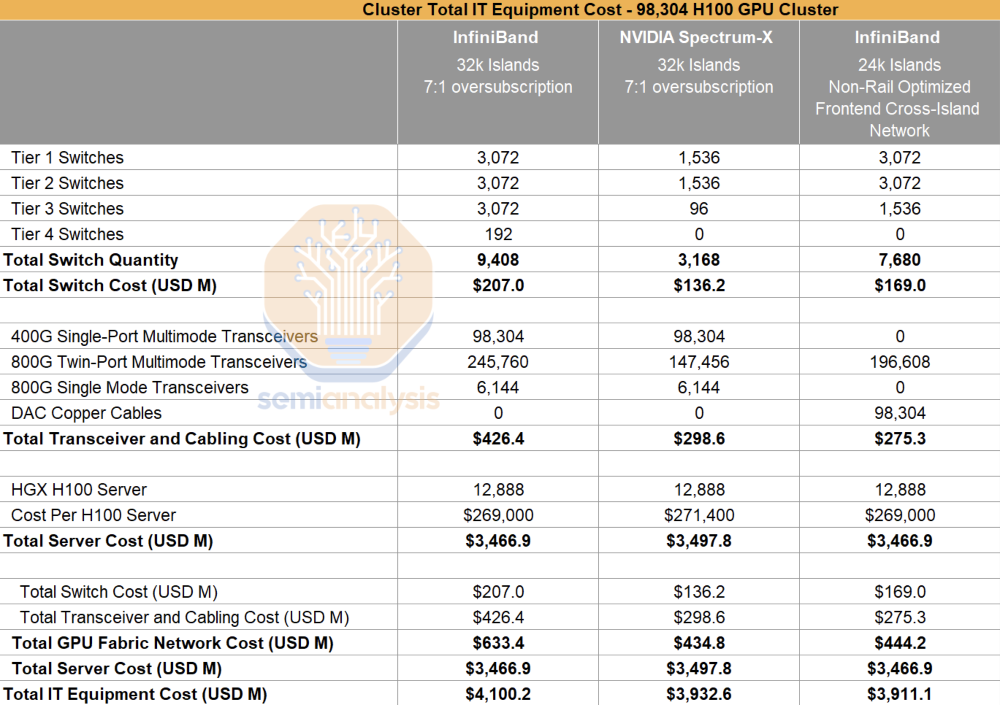 Cluster Total IT Equipment Cost - 98,304 H100 GPU Cluster
InfiniBand NVIDIA Spectrum-X InfiniBand
32k Islands 32k Islands 24k Islands
7:1 oversubscription 7:1 oversubscription Non-Rail Optimized
Frontend Cross-Island
Network
Tier 1 Switches 3,072 1,536 3,072
Tier 2 Switches 3,072 1,536 3,072
Tier 3 Switches 3,072 96 1,536
Tier 4 Switches 192 0 0
Total Switch Quantity 9,408 3,168 7,680
Total Switch Cost (USD M) $207.0 $136.2 $169.0
400G Single-Port Multimode Transceivers 98,304 98,304 0
800G Twin-Port Multimode Transceivers 245,760 147,456 196,608
800G Single Mode Transceivers 6,144 6,144 0
semianalysis
DAC Copper Cables 0 0 98,304
Total Transceiver and Cabling Cost (USD M) $426.4 $298.6 $275.3
HGX H100 Server 12,888 12,888 12,888
Cost Per H100 Server $269,000 $271,400 $269,000
Total Server Cost (USD M) $3,466.9 $3,497.8 $3,466.9
Total Switch Cost (USD M) $207.0 $136.2 $169.0
Total Transceiver and Cabling Cost (USD M) $426.4 $298.6 $275.3
Total GPU Fabric Network Cost (USD M) $633.4 $434.8 $444.2
Total Server Cost (USD M) $3,466.9 $3,497.8 $3,466.9
Total IT Equipment Cost (USD M) $4,100.2 $3,932.6 $3,911.1